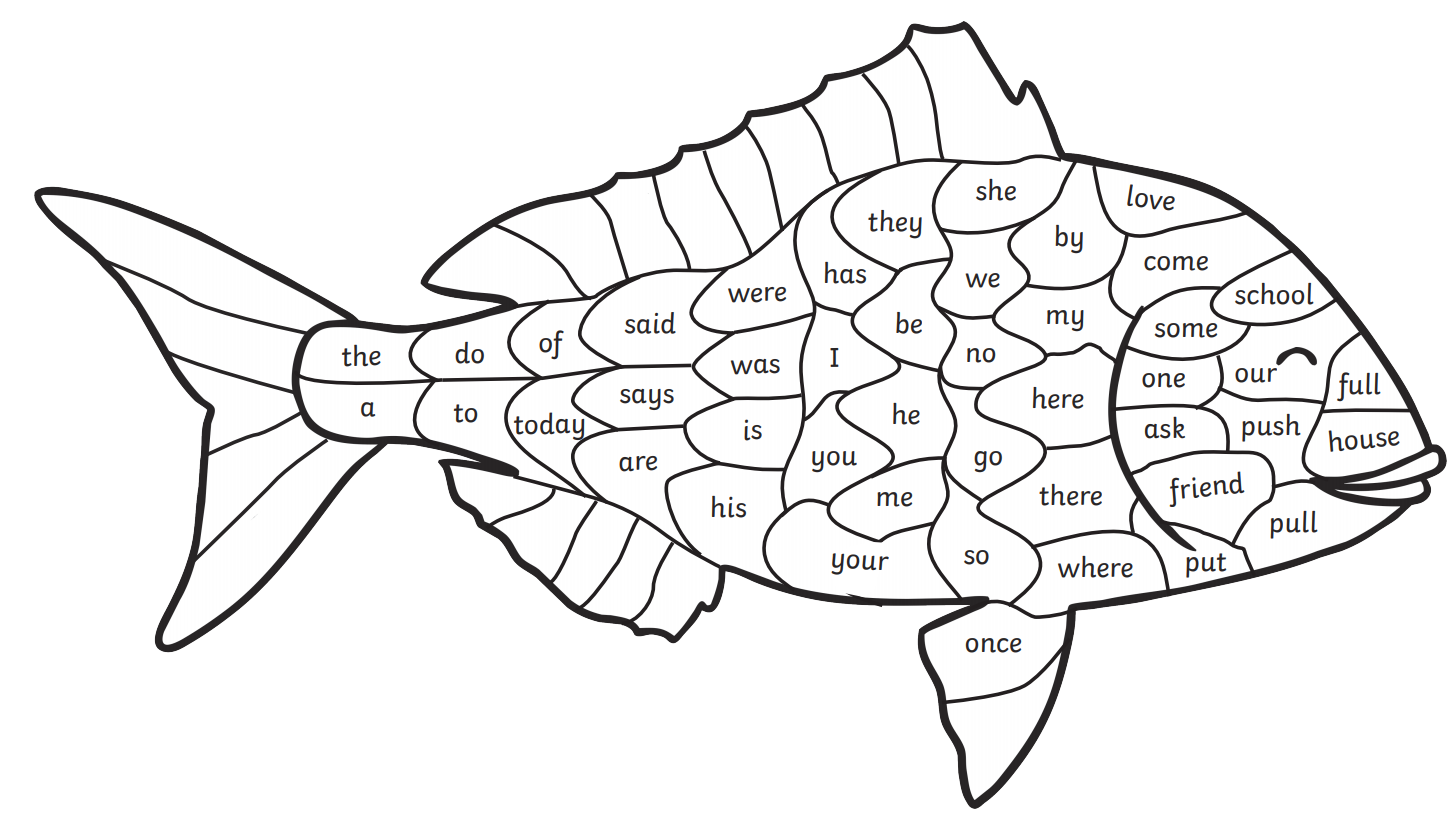 the
a
do
to
of
today
said
says
are
were
was
is
his
they
has
I
be
he
you
me
your
she
we
no
go
so
by
my
here
there
where
once
love
come
school
some
one
our
full
ask
push
house
friend
pull
put